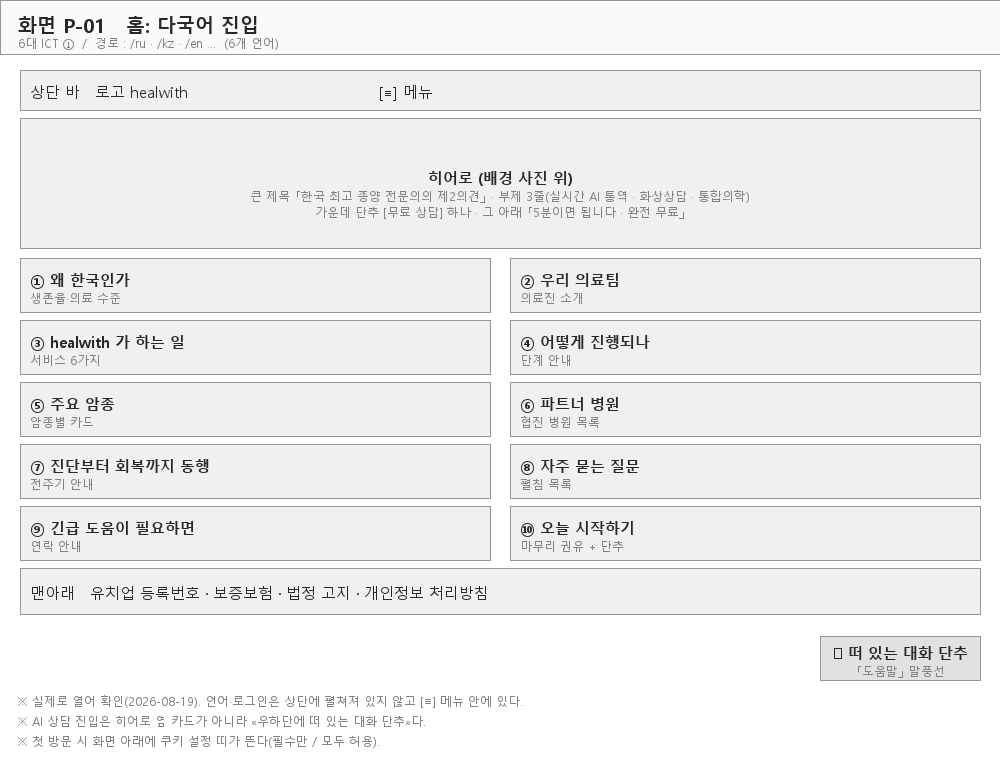 화면 P-01 홈: 다국어 진입
6대 ICT ① / 경로 : /ru · /kz · /en ... (6개 언어)
상단 바 로고 healwith [≡] 메뉴
히어로 (배경 사진 위)
큰 제목 「한국 최고 종양 전문의의 제2의견」 · 부제 3줄(실시간 AI 통역 · 화상상담 · 통합의학)
가운데 단추 [무료 상담] 하나 · 그 아래 「5분이면 됩니다 · 완전 무료」
① 왜 한국인가
생존율·의료 수준
② 우리 의료팀
의료진 소개
③ healwith 가 하는 일
서비스 6가지
④ 어떻게 진행되나
단계 안내
⑤ 주요 암종
암종별 카드
⑥ 파트너 병원
협진 병원 목록
⑦ 진단부터 회복까지 동행
전주기 안내
⑧ 자주 묻는 질문
펼침 목록
⑨ 긴급 도움이 필요하면
연락 안내
⑩ 오늘 시작하기
마무리 권유 + 단추
맨아래 유치업 등록번호 · 보증보험 · 법정 고지 · 개인정보 처리방침
떠 있는 대화 단추
「도움말」 말풍선
※ 실제로 열어 확인(2026-08-19). 언어·로그인은 상단에 펼쳐져 있지 않고 [≡] 메뉴 안에 있다.
※ AI 상담 진입은 히어로 옆 카드가 아니라 «우하단에 떠 있는 대화 단추»다.
※ 첫 방문 시 화면 아래에 쿠키 설정 띠가 뜬다(필수만 / 모두 허용).